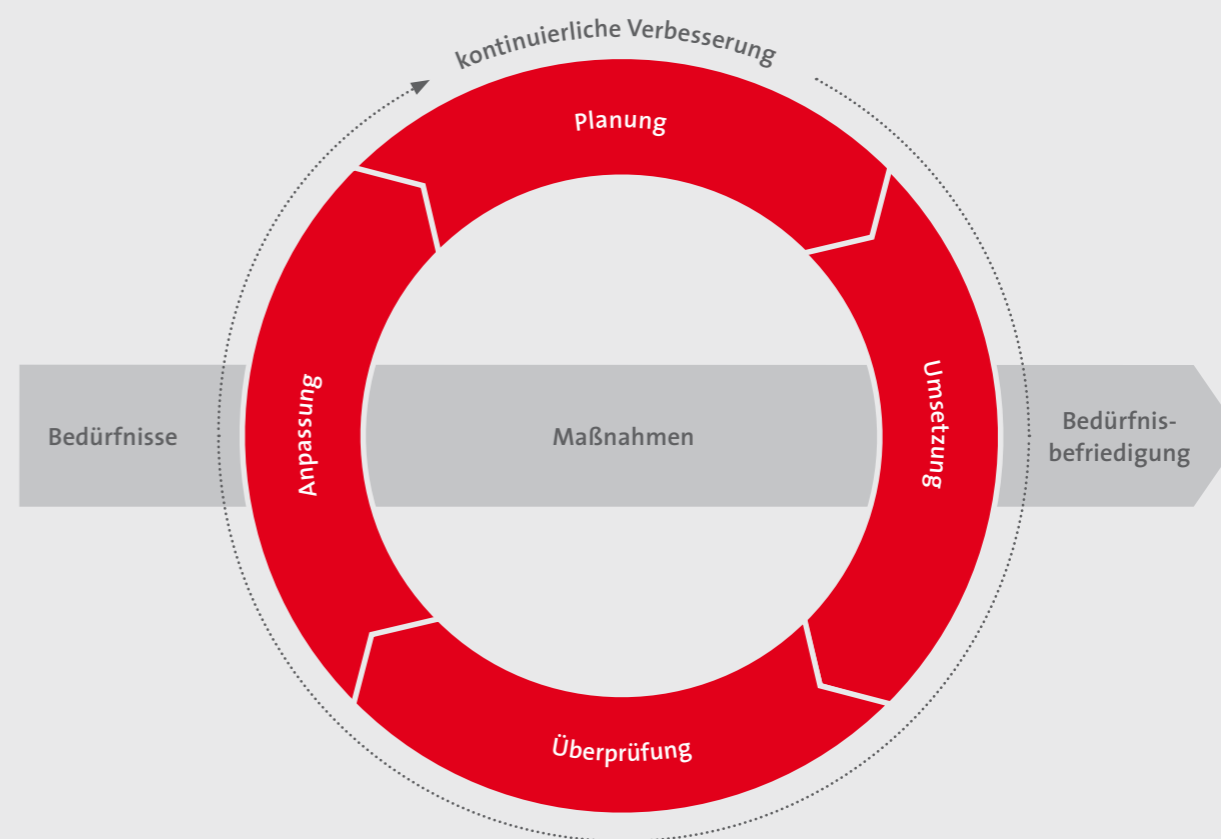 kontinuierliche Verbesserung
Planung
Umsetzung
Überprüfung
Anpassung
Bedürfnisse
Maßnahmen
Bedürfnis-
befriedigung